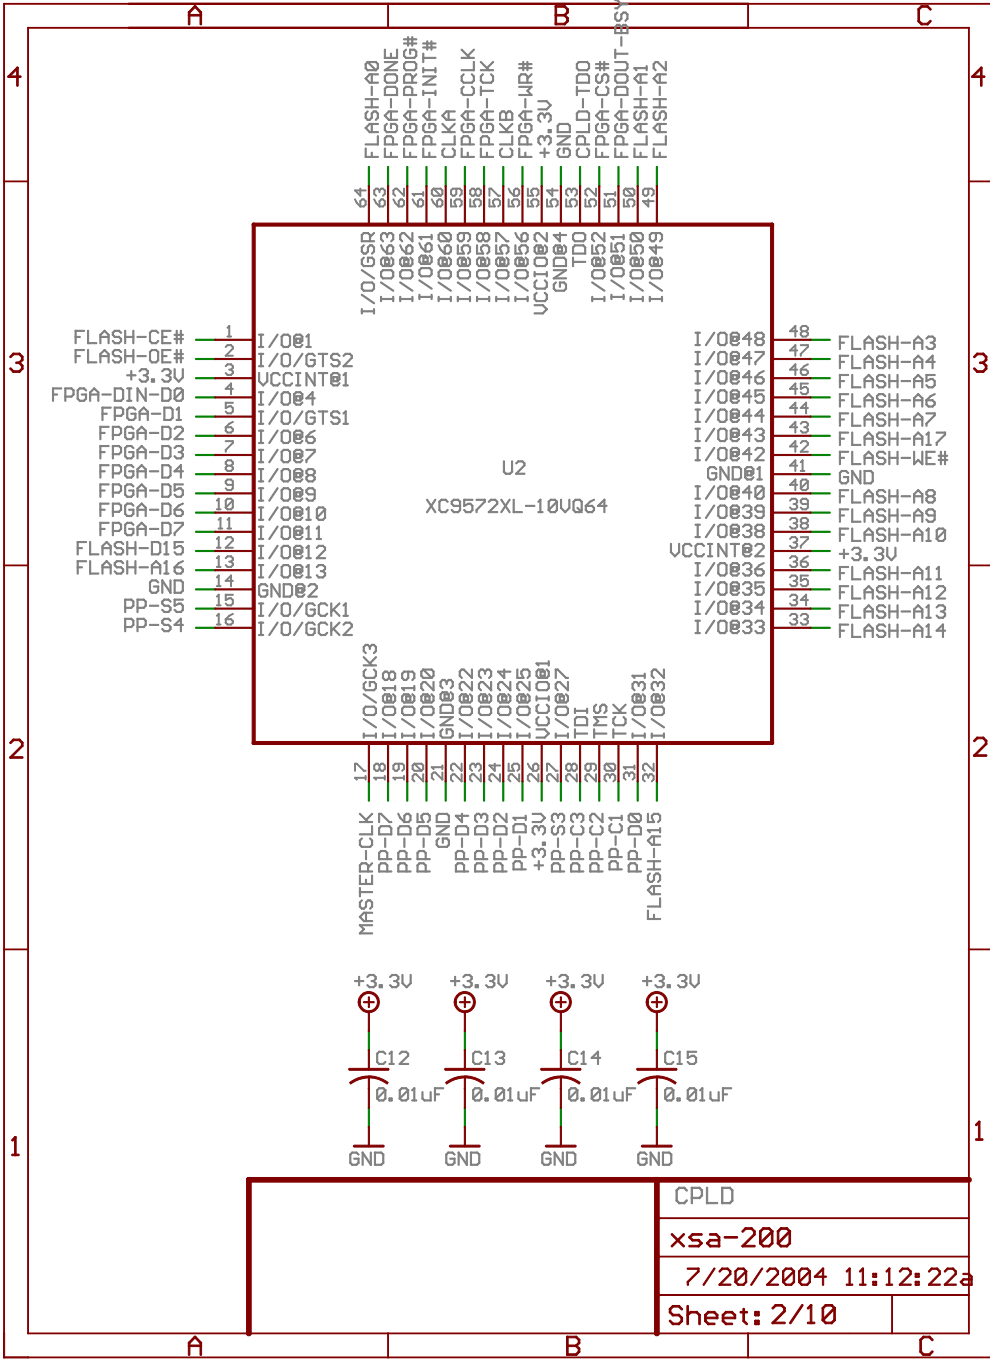 A B C
4 4
FLASH-A0
FPGA-DONE
FPGA-PROG#
FPGA-INIT#
CLKA
FPGA-CCLK
FPGA-TCK
CLKB
FPGA-WR#
+3.3V
GND
CPLD-TDO
FPGA-CS#
FPGA-DOUT-BSY
FLASH-A1
FLASH-A2
64 63 62 61 60 59 58 57 56 55 54 53 52 51 50 49
I/O/GSR
I/O@63
I/O@62
I/O@61
I/O@60
I/O@59
I/O@58
I/O@57
I/O@56
VCCIO@2
GND@4
TDO
I/O@52
I/O@51
I/O@50
I/O@49
3 3
FLASH-CE# 1 I/O@1
FLASH-OE# 2 I/O/GTS2
+3.3V 3 VCCINT@1
FPGA-DIN-D0 4 I/O@4
FPGA-D1 5 I/O/GTS1
FPGA-D2 6 I/O@6
FPGA-D3 7 I/O@7
FPGA-D4 8 I/O@8
FPGA-D5 9 I/O@9
FPGA-D6 10 I/O@10
FPGA-D7 11 I/O@11
FLASH-D15 12 I/O@12
FLASH-A16 13 I/O@13
GND 14 GND@2
PP-S5 15 I/O/GCK1
PP-S4 16 I/O/GCK2
U2
XC9572XL-10VQ64
I/O@48 48 FLASH-A3
I/O@47 47 FLASH-A4
I/O@46 46 FLASH-A5
I/O@45 45 FLASH-A6
I/O@44 44 FLASH-A7
I/O@43 43 FLASH-A17
I/O@42 42 FLASH-WE#
GND@1 41 GND
I/O@40 40 FLASH-A8
I/O@39 39 FLASH-A9
I/O@38 38 FLASH-A10
VCCINT@2 37 +3.3V
I/O@36 36 FLASH-A11
I/O@35 35 FLASH-A12
I/O@34 34 FLASH-A13
I/O@33 33 FLASH-A14
2 2
I/O/GCK3
I/O@18
I/O@19
I/O@20
GND@3
I/O@22
I/O@23
I/O@24
I/O@25
VCCIO@1
I/O@27
TDI
TMS
TCK
I/O@31
I/O@32
17 18 19 20 21 22 23 24 25 26 27 28 29 30 31 32
MASTER-CLK
PP-D7
PP-D6
PP-D5
GND
PP-D4
PP-D3
PP-D2
PP-D1
+3.3V
PP-S3
PP-C3
PP-C2
PP-C1
PP-D0
FLASH-A15
+3.3V +3.3V +3.3V +3.3V
C12 C13 C14 C15
0.01uF 0.01uF 0.01uF 0.01uF
GND GND GND GND
1 1
CPLD
xsa-200
7/20/2004 11:12:22a
Sheet: 2/10
A B C